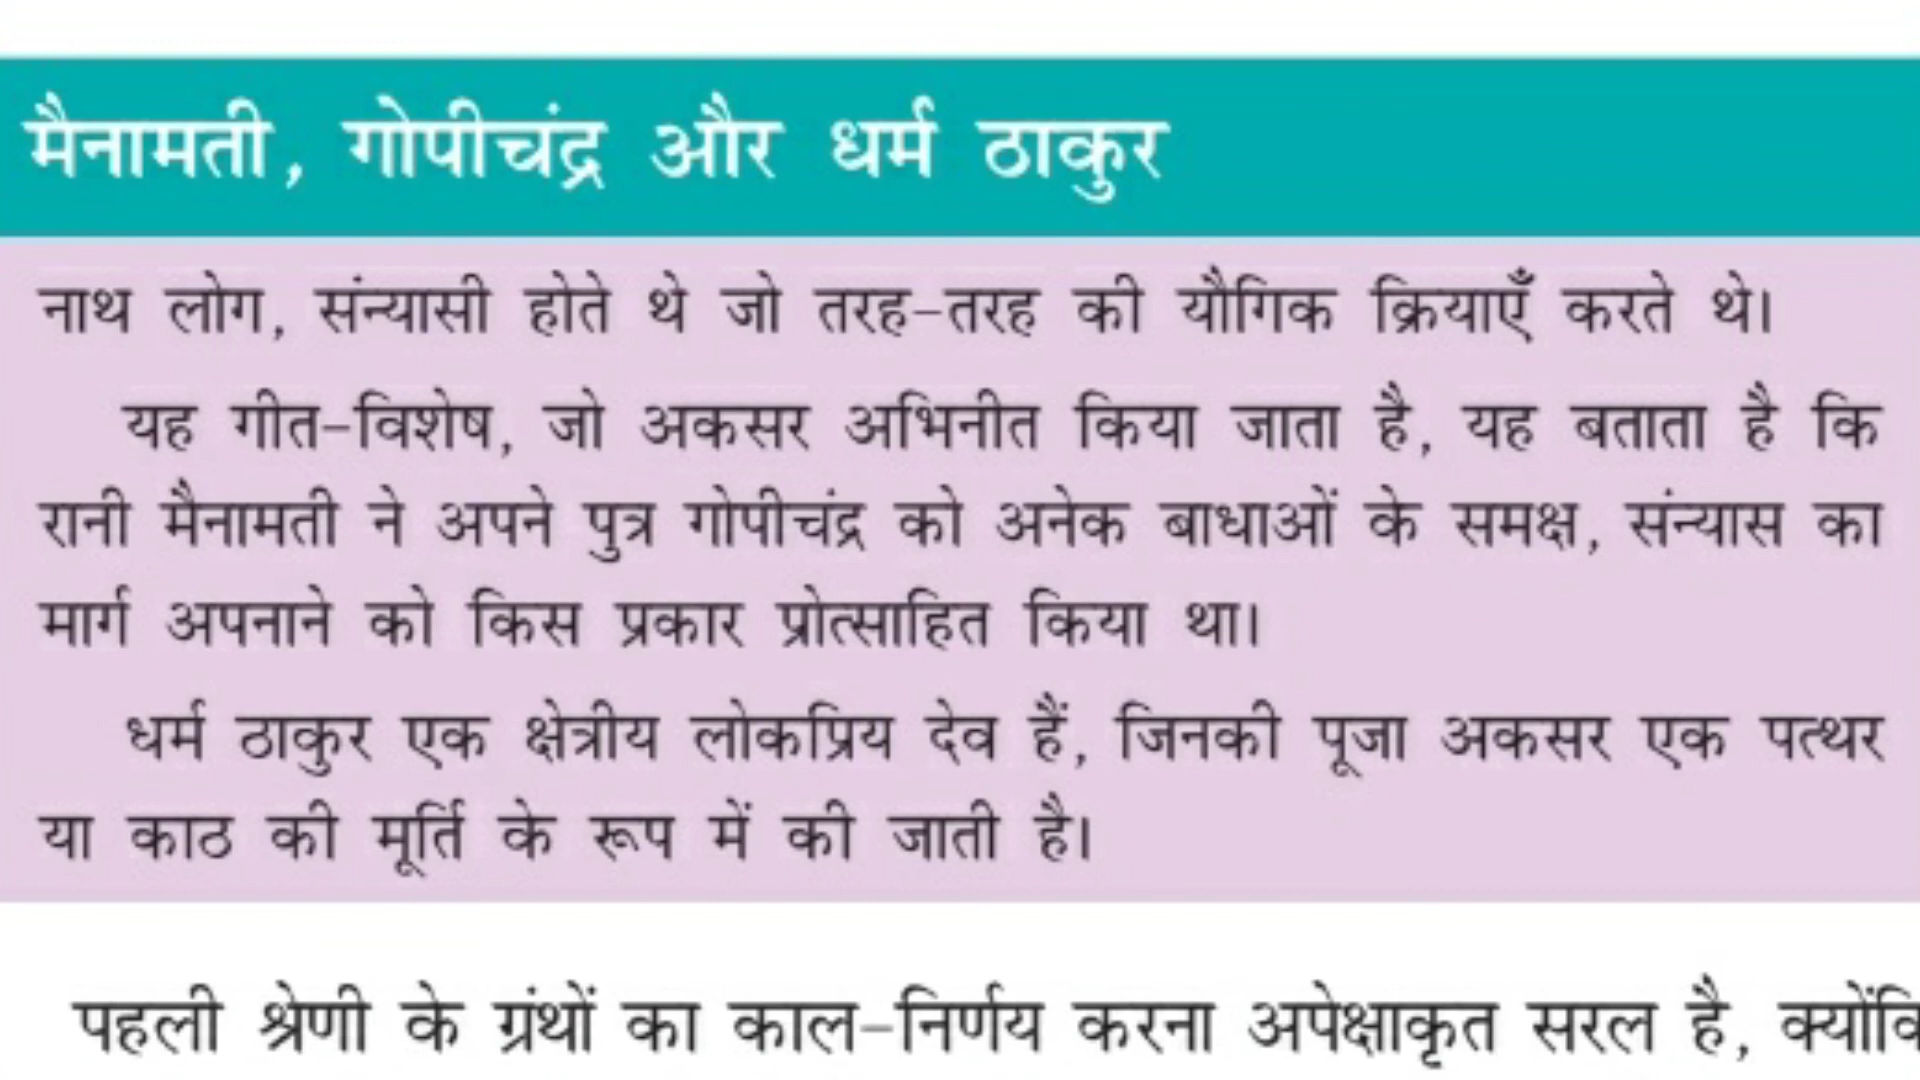 मैनामती, गोपीचंद्र और धर्म ठाकुर
नाथ लोग, संन्यासी होते थे जो तरह-तरह की यौगिक क्रियाएँ करते थे।
यह गीत-विशेष, जो अकसर अभिनीत किया जाता है, यह बताता है कि
रानी मैनामती ने अपने पुत्र गोपीचंद्र को अनेक बाधाओं के समक्ष, संन्यास का
मार्ग अपनाने को किस प्रकार प्रोत्साहित किया था।
धर्म ठाकुर एक क्षेत्रीय लोकप्रिय देव हैं, जिनकी पूजा अकसर एक पत्थर
या काठ की मूर्ति के रूप में की जाती है।
पहली श्रेणी के ग्रंथों का काल-निर्णय करना अपेक्षाकृत सरल है,